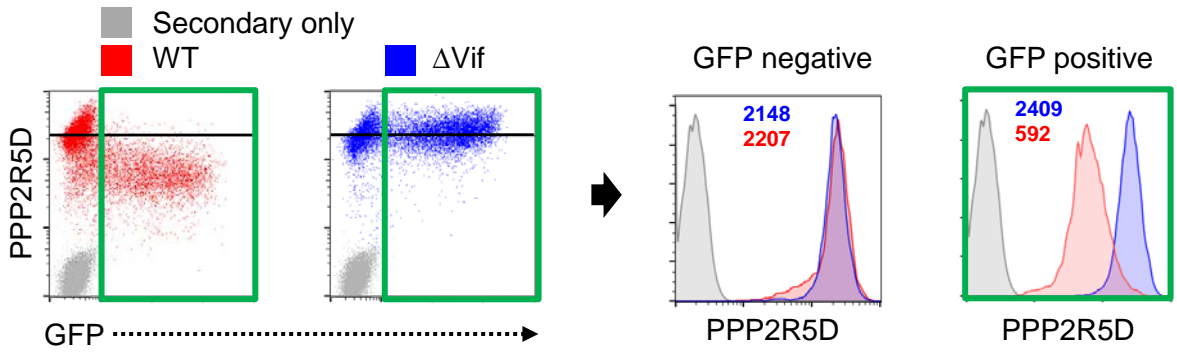 Secondary only
WT
ΔVif
GFP negative
GFP positive
PPP2R5D
2148
2207
2409
592
GFP
PPP2R5D
PPP2R5D